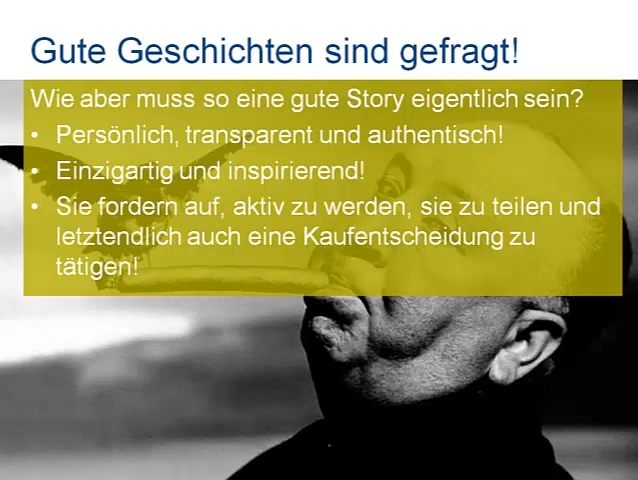 Gute Geschichten sind gefragt!
Wie aber muss so eine gute Story eigentlich sein?
• Persönlich, transparent und authentisch!
• Einzigartig und inspirierend!
• Sie fordern auf, aktiv zu werden, sie zu teilen und
letztendlich auch eine Kaufentscheidung zu
tätigen!